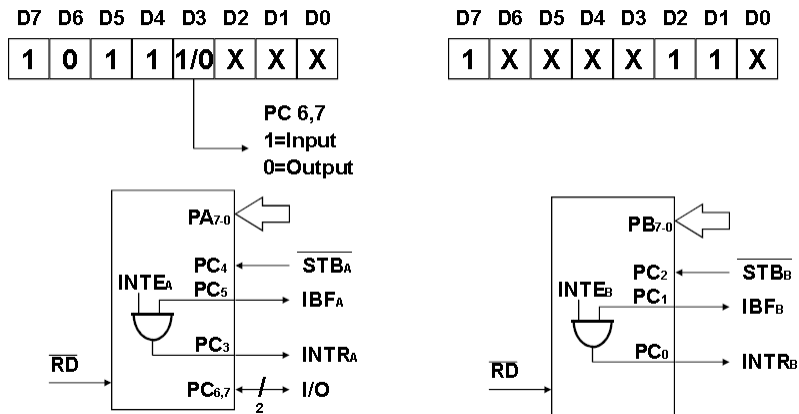 D7 D6 D5 D4 D3 D2 D1 D0
1 0 1 1 1/0 X X X
PC 6,7
1=Input
0=Output
PA7-0
PC4 STBA
INTEA
PC5 IBFA
PC3 INTRA
RD
PC6,7 I/O
2
D7 D6 D5 D4 D3 D2 D1 D0
1 X X X X 1 1 X
PB7-0
PC2 STBB
INTEB
PC1 IBFB
PC0 INTRB
RD